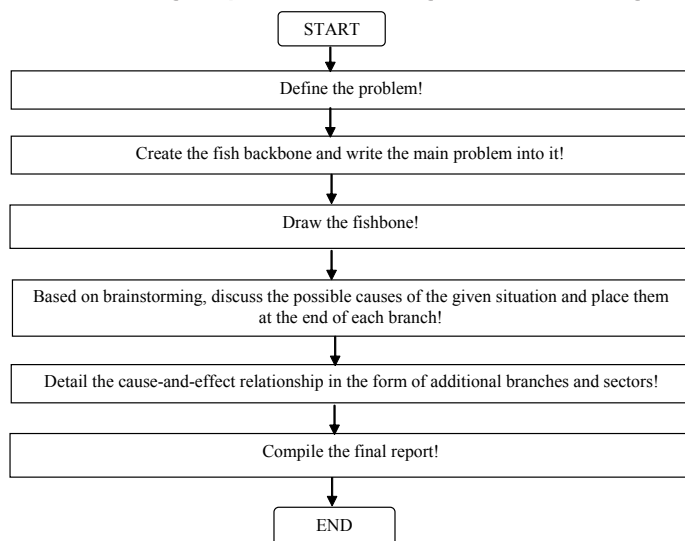 START
Define the problem!
Create the fish backbone and write the main problem into it!
Draw the fishbone!
Based on brainstorming, discuss the possible causes of the given situation and place them
at the end of each branch!
Detail the cause-and-effect relationship in the form of additional branches and sectors!
Compile the final report!
END